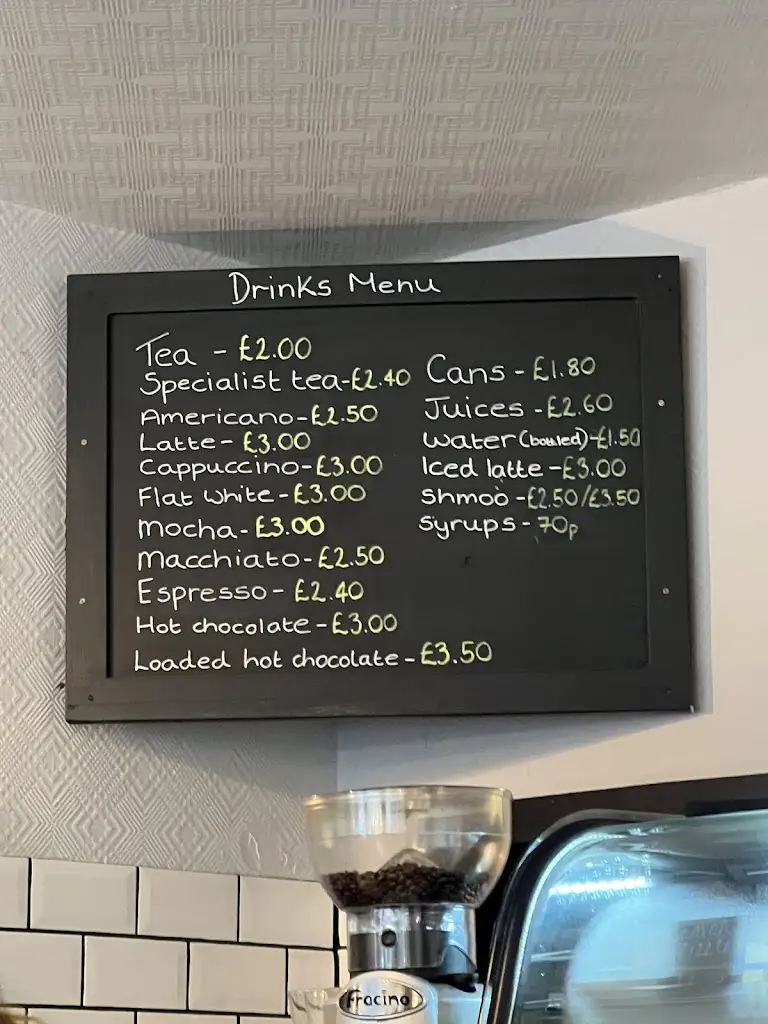 Drinks Menu
Tea - £2.00
Specialist tea-£2.40
Americano-£2.50
Latte- £3.00
Cappuccino-£3.00
Flat white-£3.00
Mocha-£3.00
Macchiato-£2.50
Espresso- £2.40
Hot chocolate-£3.00
Loaded hot chocolate-£3.50
Cans-£1.80
Juices-£2.60
Water(bottled)-£1.50
Iced latte-£3.00
Shmoo-£2.50/£3.50
Syrups-70p
Fracino